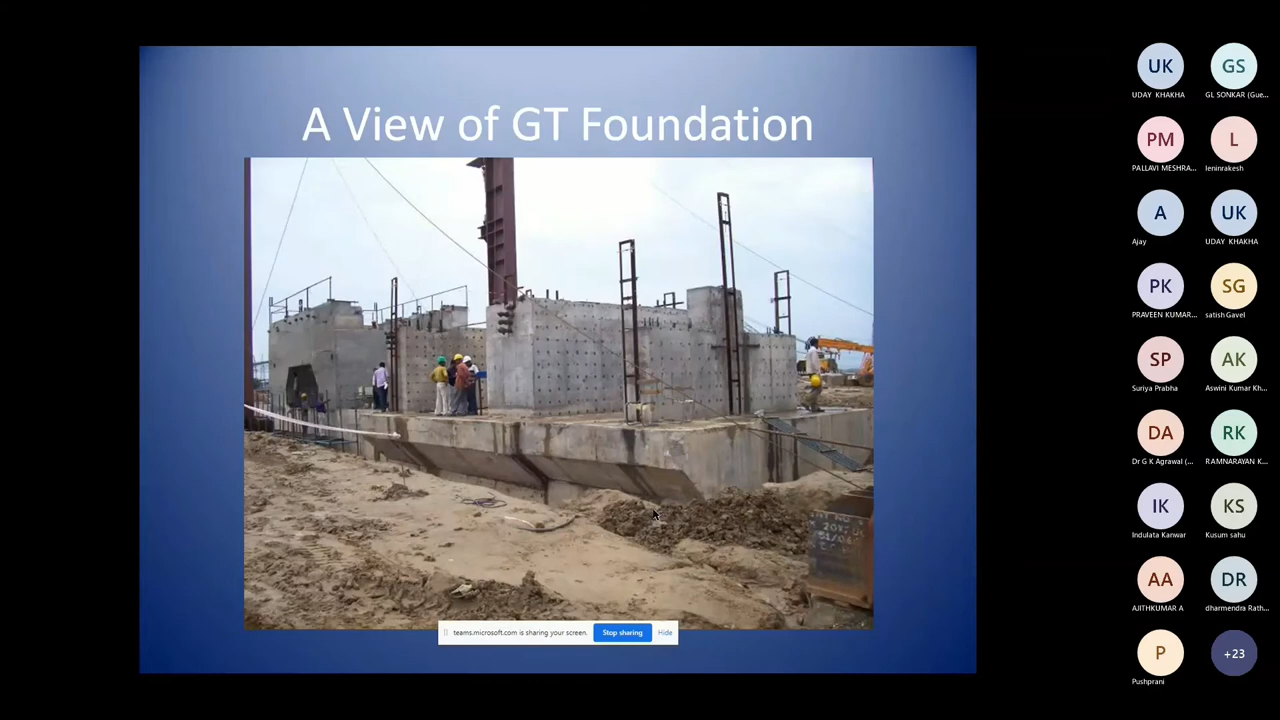 A View of GT Foundation
teams.microsoft.com is sharing your screen.
Stop sharing
Hide
UK
GS
UDAY KHAKHA
GL SONKAR (Gue...
PM
L
PALLAVI MESHRA...
leninrakesh
A
UK
Ajay
UDAY KHAKHA
PK
SG
PRAVEEN KUMAR...
satish Gavel
SP
AK
Suriya Prabha
Aswini Kumar Kh...
DA
RK
Dr G K Agrawal (...
RAMNARAYAN K...
IK
KS
Indulata Kanwar
Kusum sahu
AA
DR
AJITHKUMAR A
dharmendra Rath...
P
+23
Pushprani